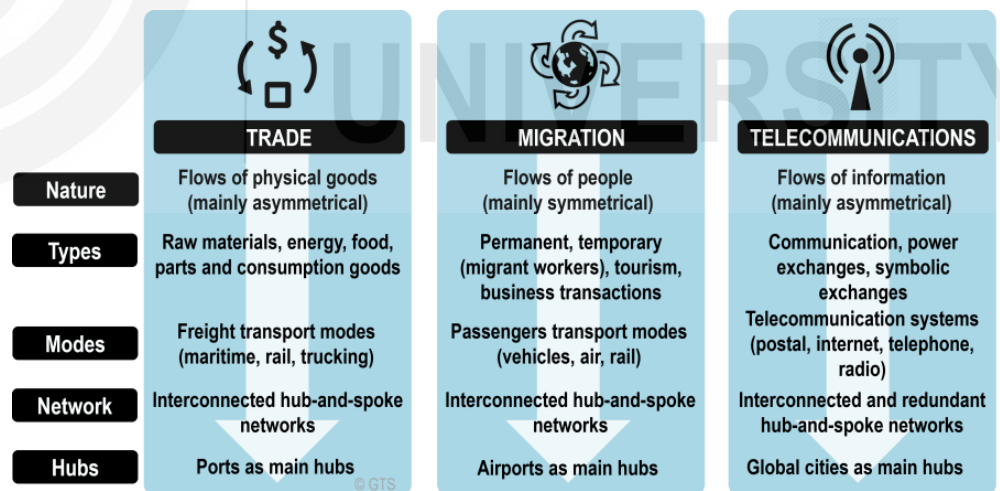 UNIVERSITY
$
TRADE
MIGRATION
TELECOMMUNICATIONS
Nature
Flows of physical goods
(mainly asymmetrical)
Flows of people
(mainly symmetrical)
Flows of information
(mainly asymmetrical)
Types
Raw materials, energy, food,
parts and consumption goods
Permanent, temporary
(migrant workers), tourism,
business transactions
Communication, power
exchanges, symbolic
exchanges
Modes
Freight transport modes
(maritime, rail, trucking)
Passengers transport modes
(vehicles, air, rail)
Telecommunication systems
(postal, internet, telephone,
radio)
Network
Interconnected hub-and-spoke
networks
Interconnected hub-and-spoke
networks
Interconnected and redundant
hub-and-spoke networks
Hubs
Ports as main hubs
Airports as main hubs
Global cities as main hubs
© GTS